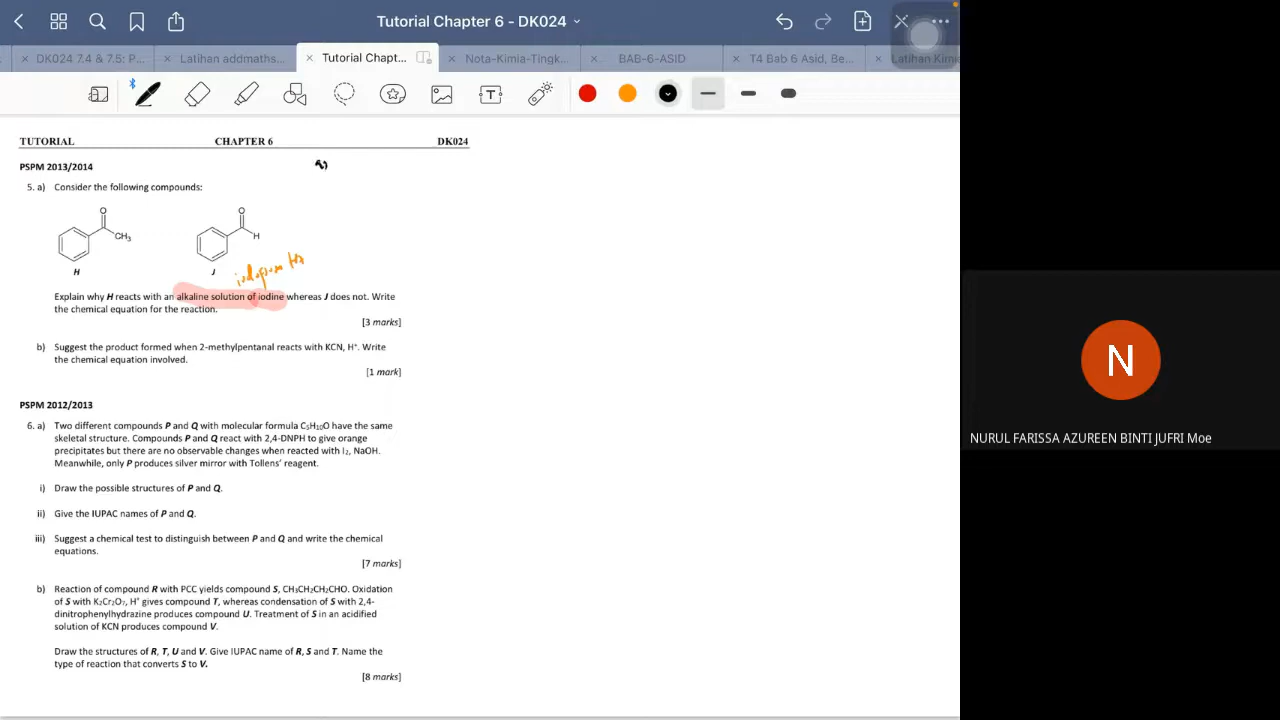 Tutorial Chapter 6 - DK024
DK024 7.4 & 7.5: P...
Latihan addmaths...
Tutorial Chapt...
Nota-Kimia-Tingk...
BAB-6-ASID
T4 Bab 6 Asid, Be...
Latihan Kimi
TUTORIAL CHAPTER 6 DK024
PSPM 2013/2014
5. a) Consider the following compounds:
O
CH₃
H
O
H
J
Explain why H reacts with an alkaline solution of iodine whereas J does not. Write
the chemical equation for the reaction.
[3 marks]
b) Suggest the product formed when 2-methylpentanal reacts with KCN, H⁺. Write
the chemical equation involved.
[1 mark]
PSPM 2012/2013
6. a) Two different compounds P and Q with molecular formula C₅H₁₀O have the same
skeletal structure. Compounds P and Q react with 2,4-DNPH to give orange
precipitates but there are no observable changes when reacted with I₂, NaOH.
Meanwhile, only P produces silver mirror with Tollens' reagent.
i) Draw the possible structures of P and Q.
ii) Give the IUPAC names of P and Q.
iii) Suggest a chemical test to distinguish between P and Q and write the chemical
equations.
[7 marks]
b) Reaction of compound R with PCC yields compound S, CH₃CH₂CH₂CHO. Oxidation
of S with K₂Cr₂O₇, H⁺ gives compound T, whereas condensation of S with 2,4-
dinitrophenylhydrazine produces compound U. Treatment of S in an acidified
solution of KCN produces compound V.
Draw the structures of R, T, U and V. Give IUPAC name of R, S and T. Name the
type of reaction that converts S to V.
[8 marks]
N
NURUL FARISSA AZUREEN BINTI JUFRI Moe